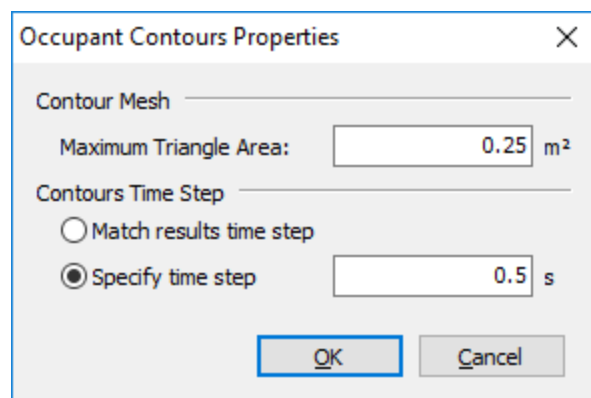 Occupant Contours Properties
Contour Mesh
Maximum Triangle Area: 0.25 m²
Contours Time Step
Match results time step
Specify time step 0.5 s
OK Cancel